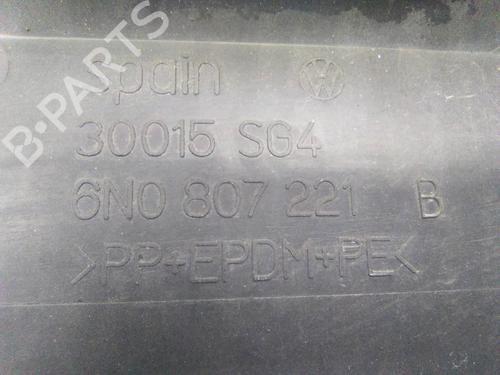 B-PARTS
Spain
30015 SG4
6N0 807 221 B
>PP+EPDM+PE<